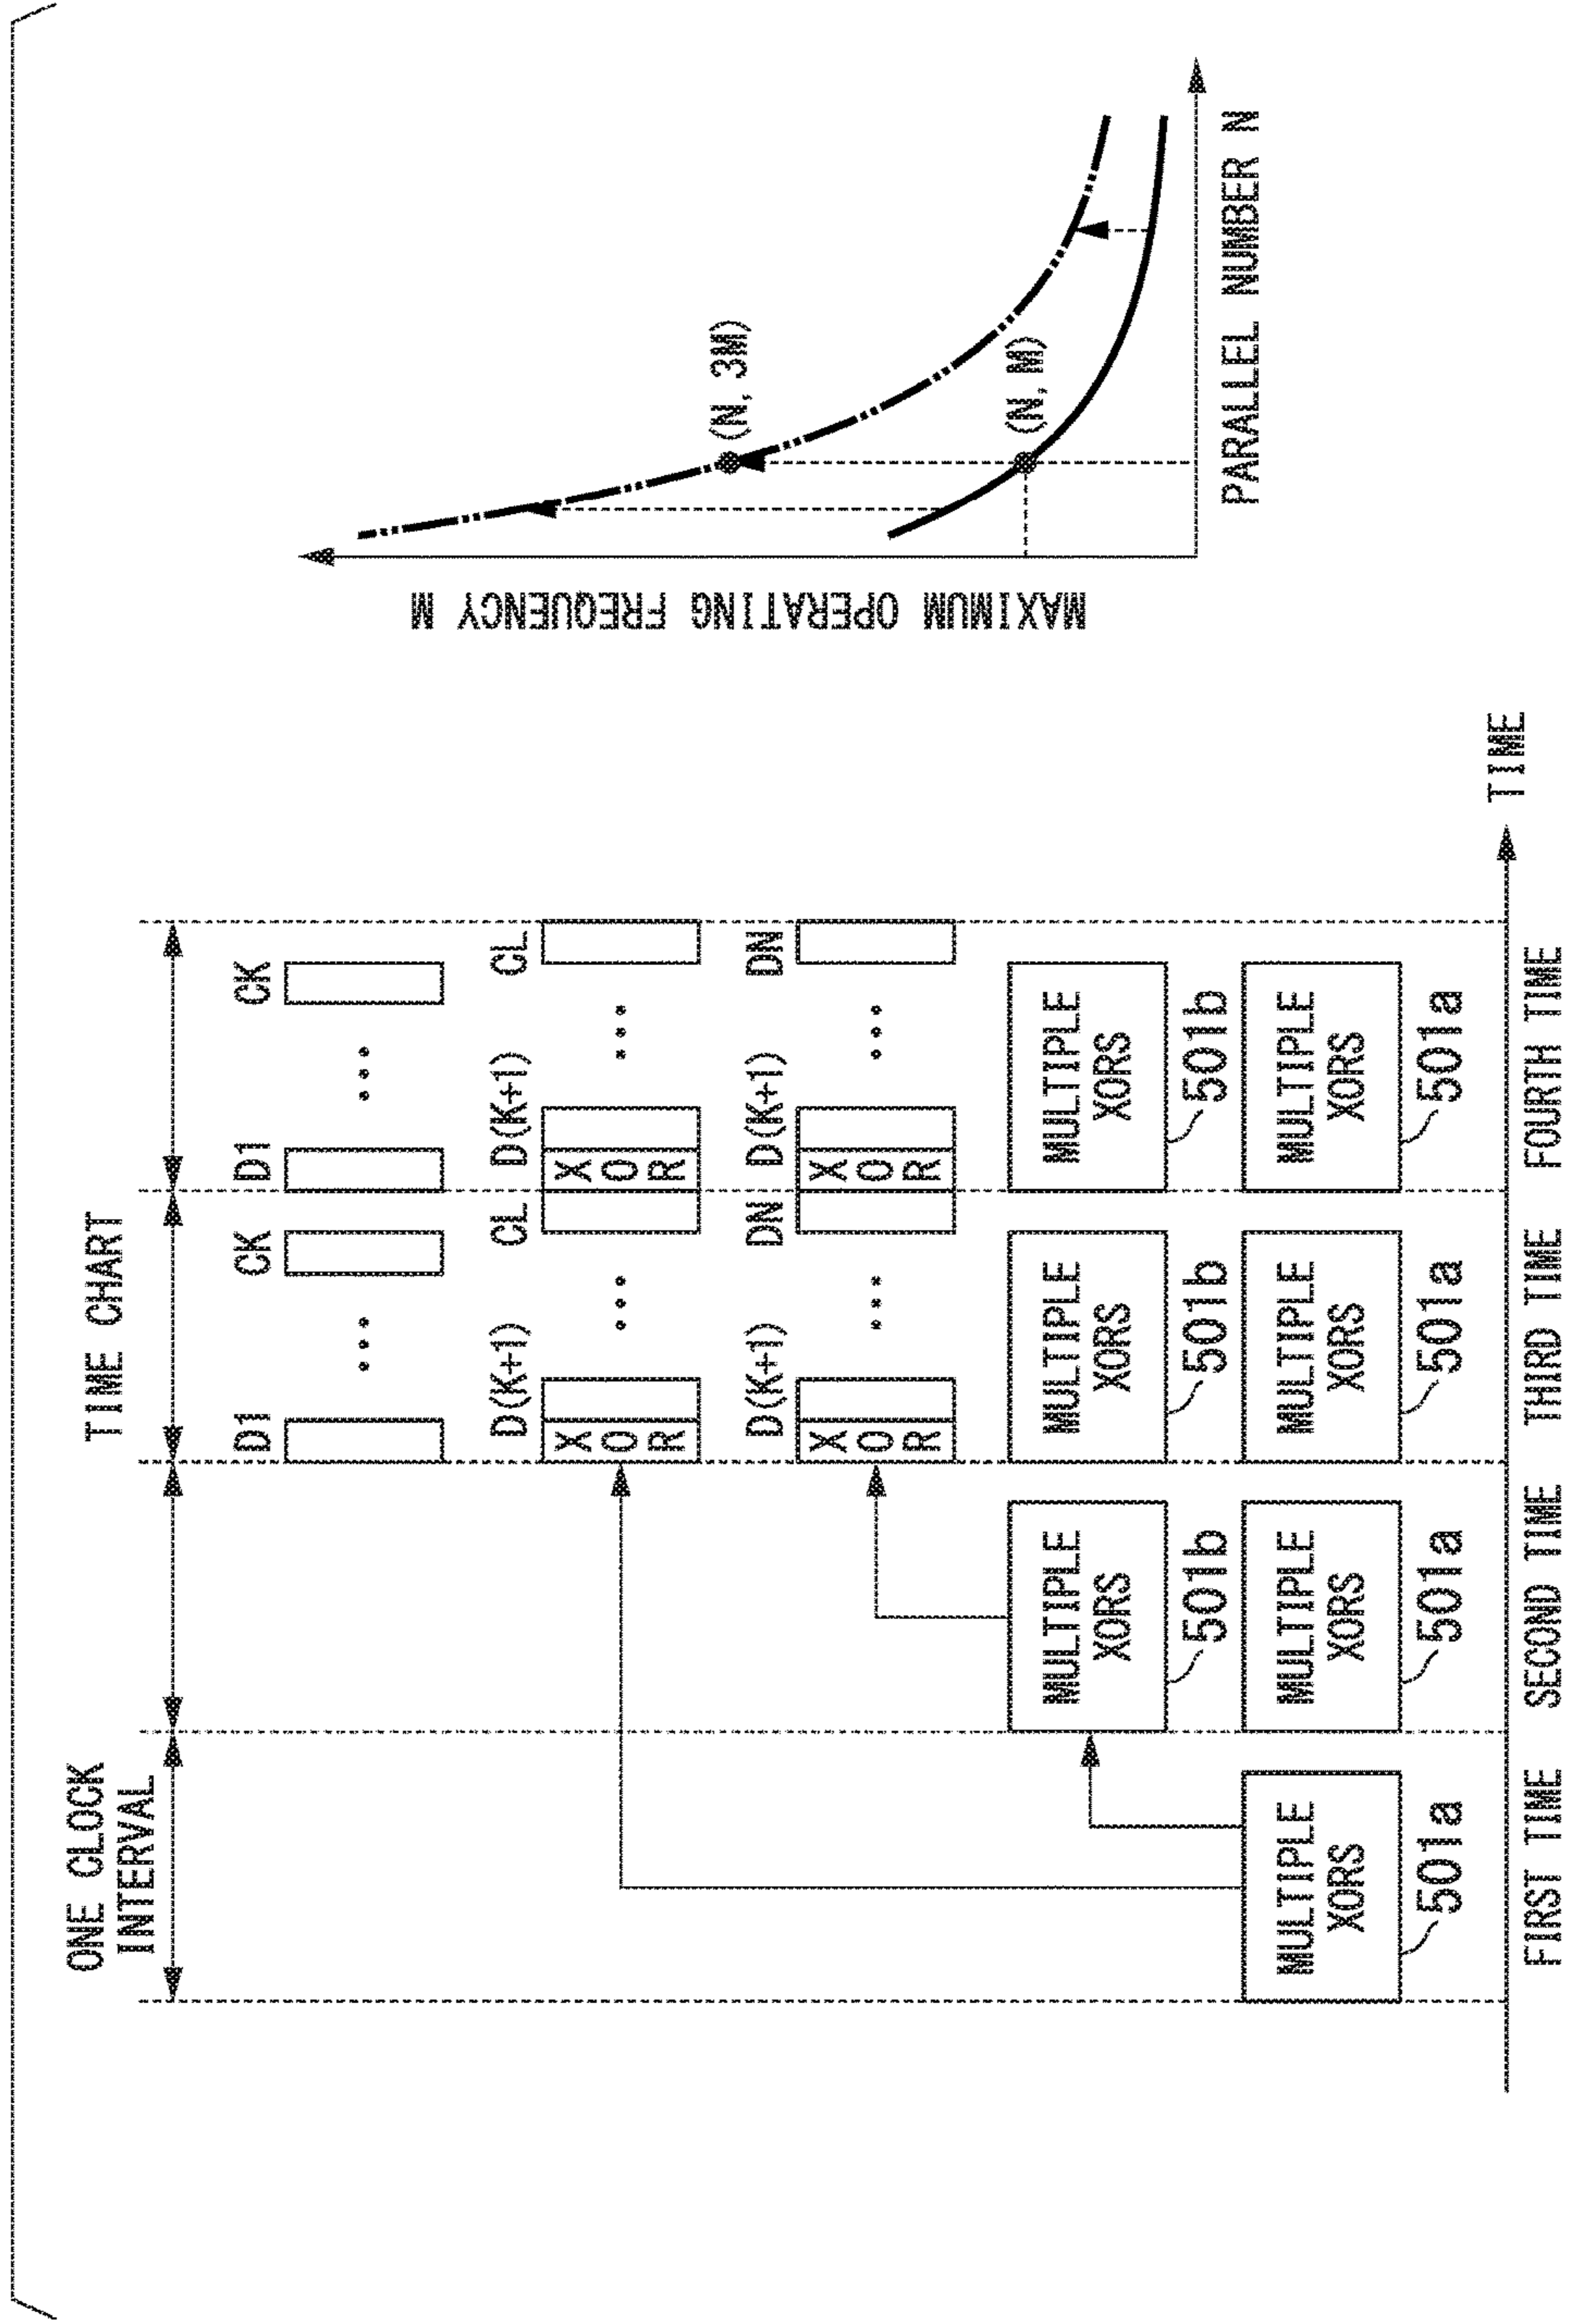 TIME CHART
ONE CLOCK
INTERVAL
D1
CK
D1
CK
D(K+1)
CL
D(K+1)
CL
XOR
XOR
D(K+1)
DN
D(K+1)
DN
XOR
XOR
MULTIPLE
XORS
501b
MULTIPLE
XORS
501b
MULTIPLE
XORS
501b
MULTIPLE
XORS
501a
MULTIPLE
XORS
501a
MULTIPLE
XORS
501a
MULTIPLE
XORS
501a
FIRST TIME
SECOND TIME
THIRD TIME
FOURTH TIME
TIME
MAXIMUM OPERATING FREQUENCY M
(N, 3M)
(N, M)
PARALLEL NUMBER N